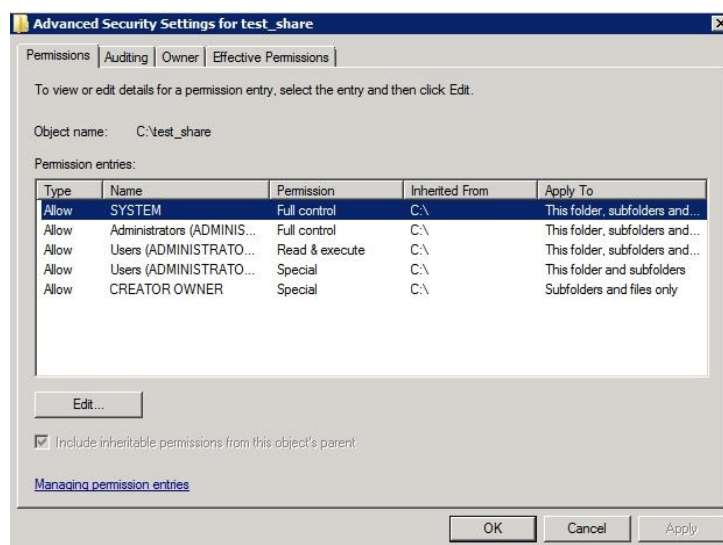 Advanced Security Settings for test_share
Permissions Auditing Owner Effective Permissions
To view or edit details for a permission entry, select the entry and then click Edit.
Object name: C:\test_share
Permission entries:
Type Name Permission Inherited From Apply To
Allow SYSTEM Full control C:\ This folder, subfolders and...
Allow Administrators (ADMINIS... Full control C:\ This folder, subfolders and...
Allow Users (ADMINISTRATO... Read & execute C:\ This folder, subfolders and...
Allow Users (ADMINISTRATO... Special C:\ This folder and subfolders
Allow CREATOR OWNER Special C:\ Subfolders and files only
Edit...
Include inheritable permissions from this object's parent
Managing permission entries
OK Cancel Apply